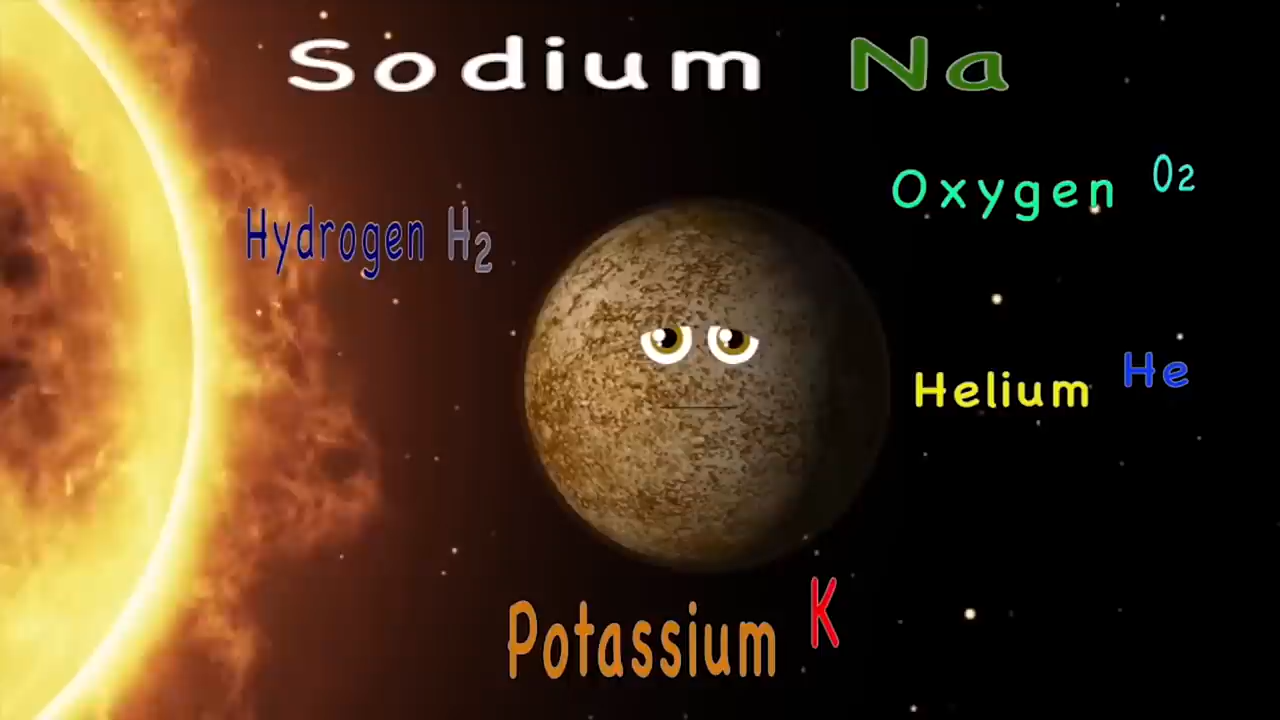 Sodium Na
Oxygen O2
Hydrogen H2
Helium He
Potassium K